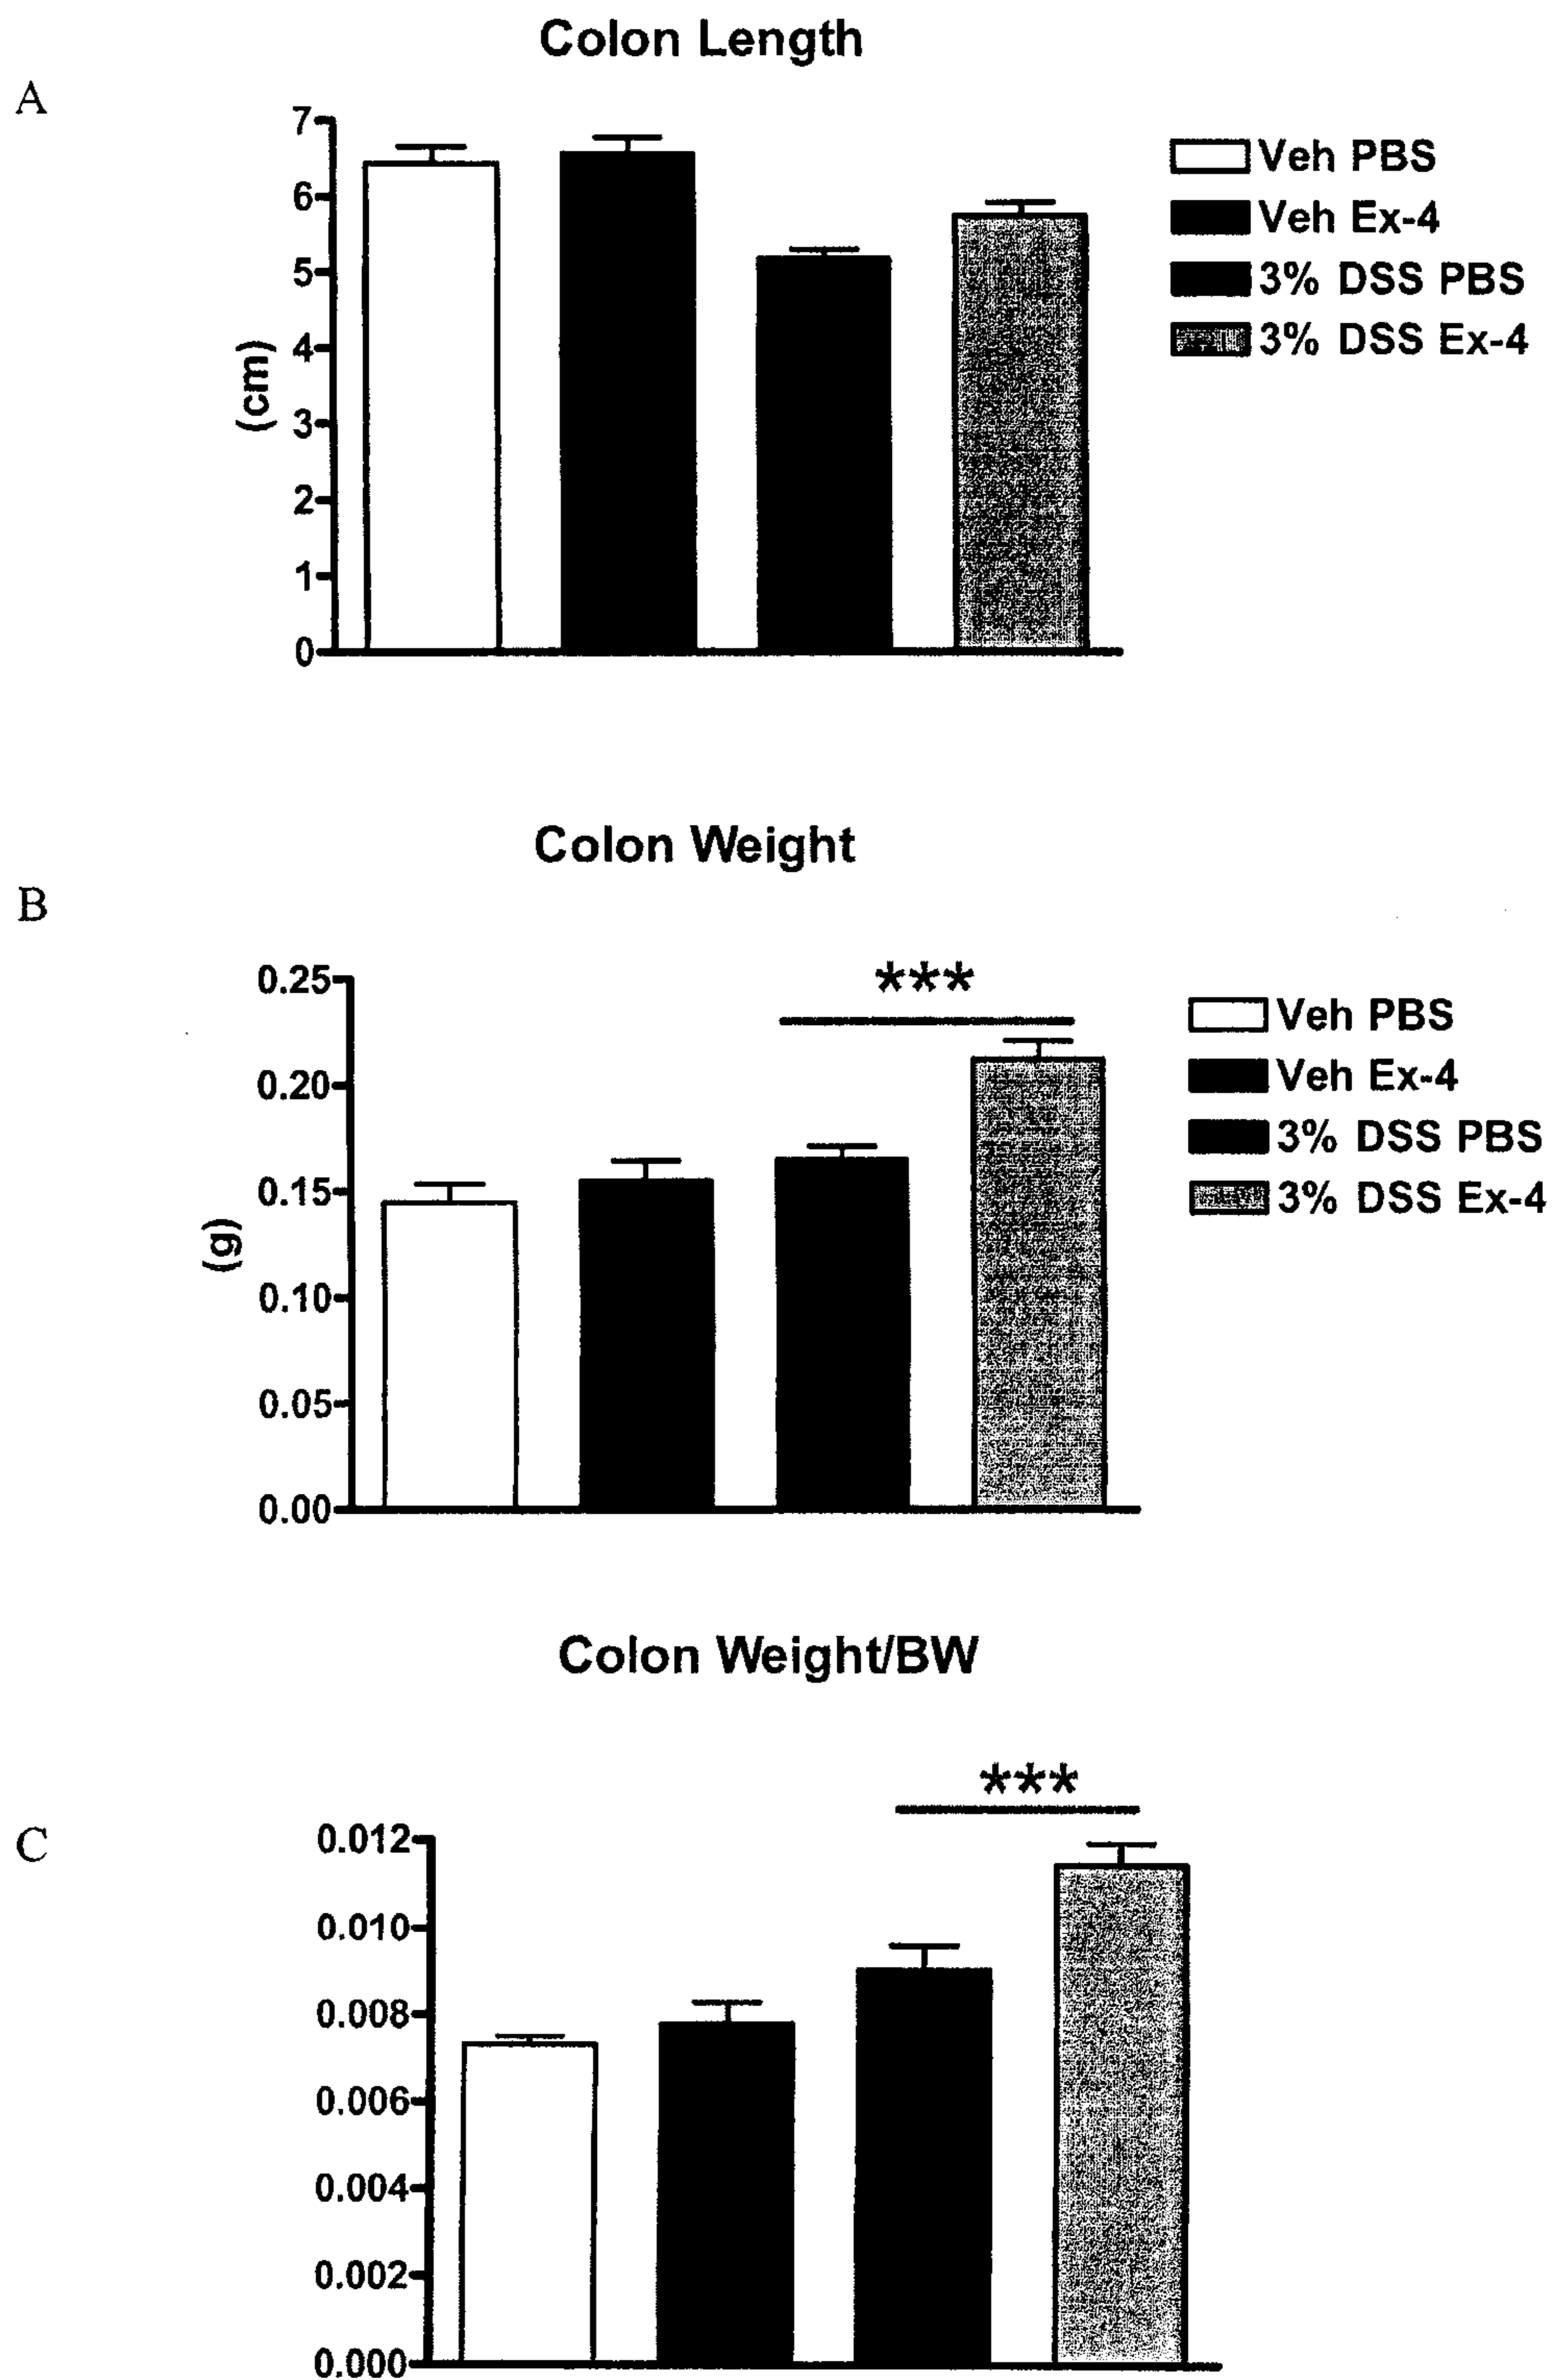 Colon Length
A
7
6
5
4
3
2
1
0
(cm)
Veh PBS
Veh Ex-4
3% DSS PBS
3% DSS Ex-4
Colon Weight
B
***
0.25
0.20
0.15
0.10
0.05
0.00
(g)
Veh PBS
Veh Ex-4
3% DSS PBS
3% DSS Ex-4
Colon Weight/BW
C
***
0.012
0.010
0.008
0.006
0.004
0.002
0.000